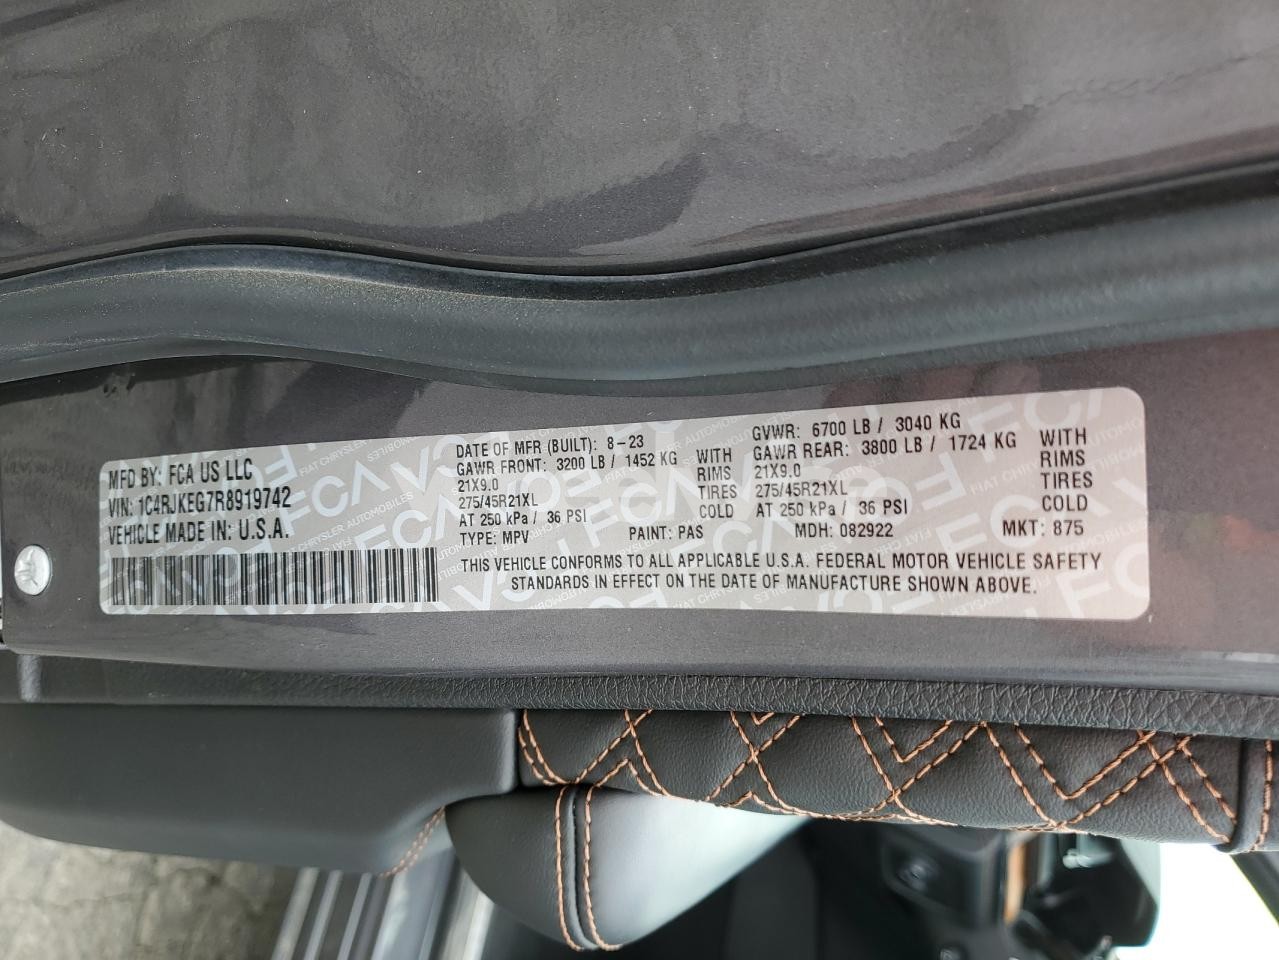 MFD BY: FCA US LLC
VIN: 1C4RJKEG7R8919742
VEHICLE MADE IN: U.S.A.
DATE OF MFR (BUILT): 8-23
GAWR FRONT: 3200 LB / 1452 KG WITH
21X9.0 RIMS
275/45R21XL TIRES
AT 250 kPa / 36 PSI COLD
GVWR: 6700 LB / 3040 KG
GAWR REAR: 3800 LB / 1724 KG WITH
21X9.0 RIMS
275/45R21XL TIRES
AT 250 kPa / 36 PSI COLD
TYPE: MPV PAINT: PAS MDH: 082922 MKT: 875
THIS VEHICLE CONFORMS TO ALL APPLICABLE U.S.A. FEDERAL MOTOR VEHICLE SAFETY
STANDARDS IN EFFECT ON THE DATE OF MANUFACTURE SHOWN ABOVE.
FCA
FIAT CHRYSLER AUTOMOBILES